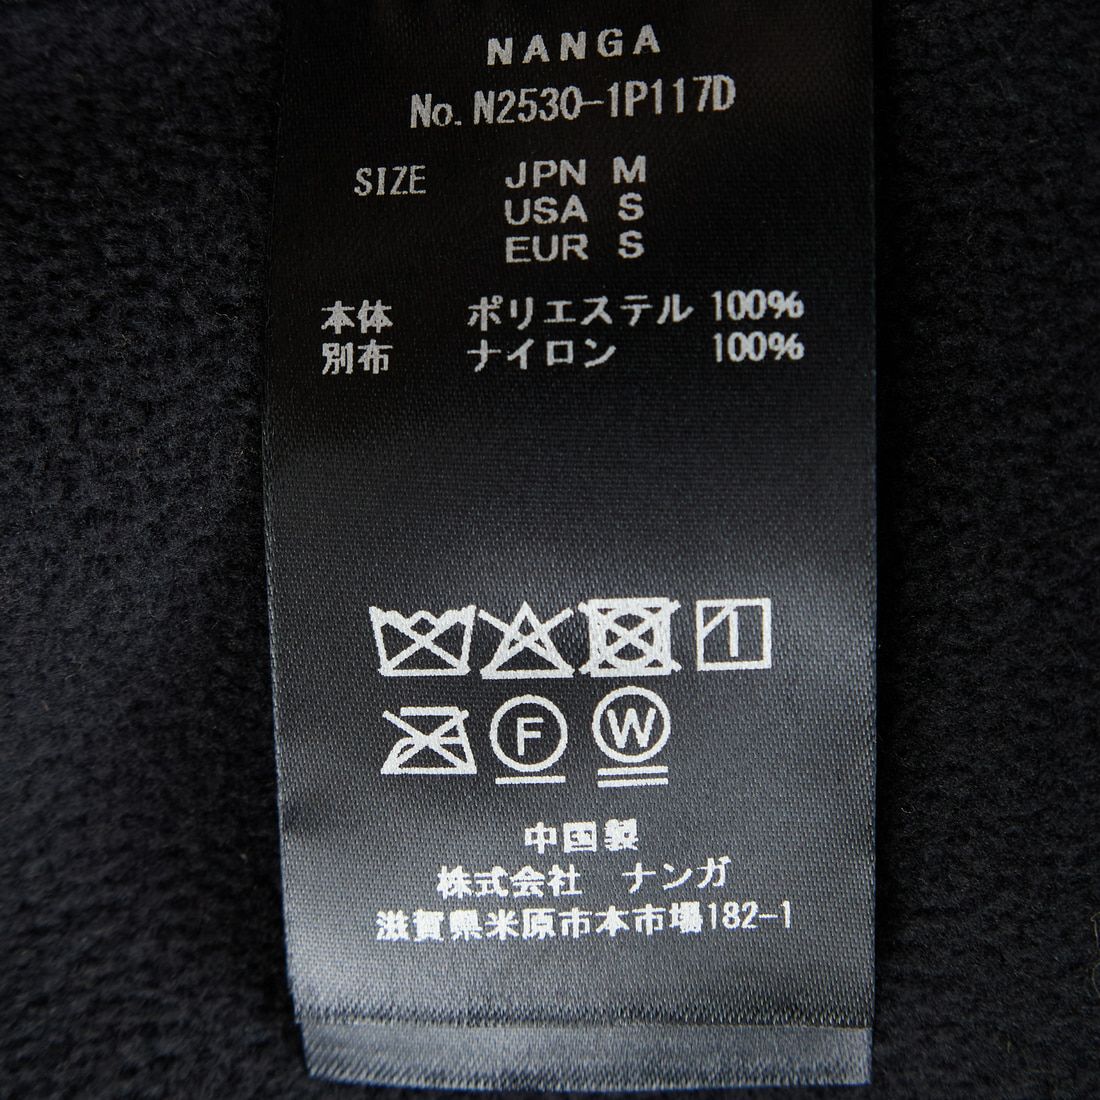 NANGA
No. N2530-1P117D
SIZE JPN M
USA S
EUR S
本体 ポリエステル 100%
別布 ナイロン 100%
F W
中国製
株式会社 ナンガ
滋賀県米原市本市場182-1